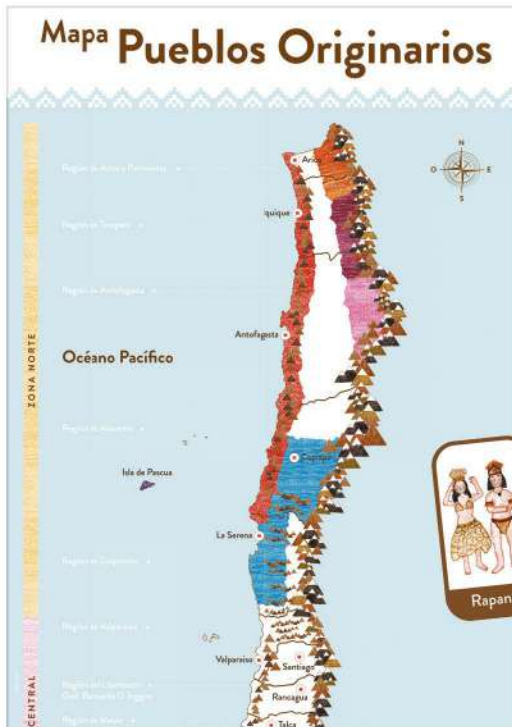 Mapa Pueblos Originarios
N
O
E
S
Región de Arica y Parinacota
Arica
Iquique
Región de Tarapacá
Región de Antofagasta
Antofagasta
ZONA NORTE
Océano Pacífico
Región de Atacama
Copiapó
Isla de Pascua
La Serena
Región de Coquimbo
Rapan
Región de Valparaíso
Valparaíso
Santiago
Región del Libertador
Gral. Bernardo O´Higgins
Rancagua
CENTRAL
Región de Maule
Talca